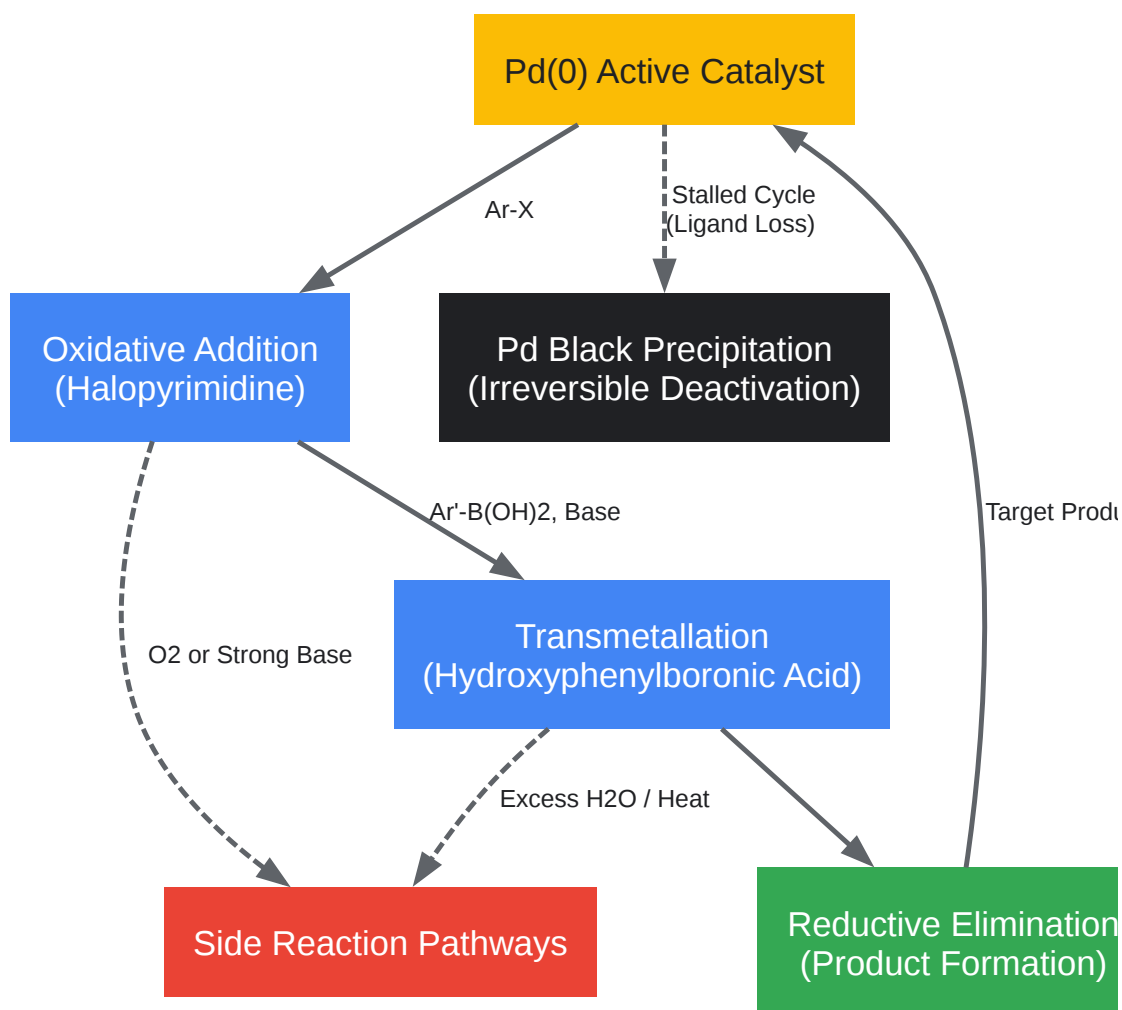 Pd(0) Active Catalyst
Ar-X
Stalled Cycle
(Ligand Loss)
Oxidative Addition
(Halopyrimidine)
Pd Black Precipitation
(Irreversible Deactivation)
Ar'-B(OH)2, Base
Target
O2 or Strong Base
Transmetallation
(Hydroxyphenylboronic Acid)
Excess H2O / Heat
Side Reaction Pathways
Reductive Elimination
(Product Formation)